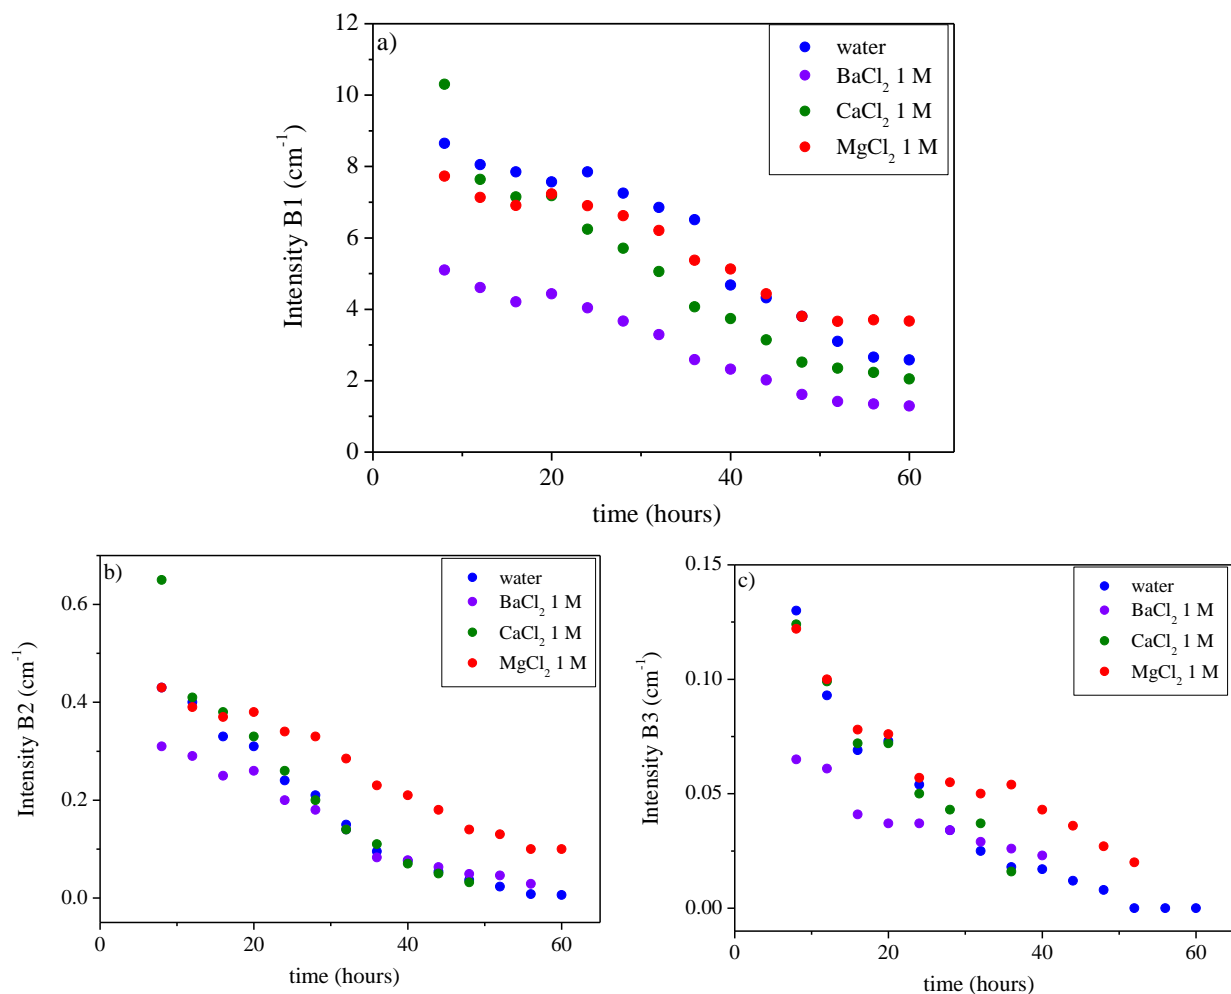 12
a)
water
BaCl2 1 M
10
CaCl2 1 M
MgCl2 1 M
8
6
4
2
0
Intensity B1 (cm-1)
0 20 40 60
time (hours)
b)
water
0.6
BaCl2 1 M
CaCl2 1 M
MgCl2 1 M
0.4
0.2
0.0
Intensity B2 (cm-1)
0 20 40 60
time (hours)
0.15
c)
water
BaCl2 1 M
CaCl2 1 M
0.10
MgCl2 1 M
0.05
0.00
Intensity B3 (cm-1)
0 20 40 60
time (hours)